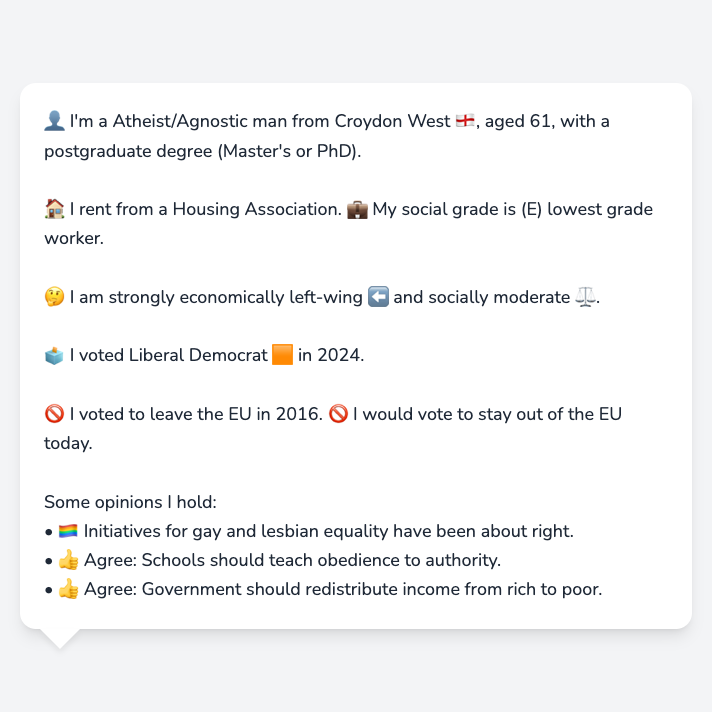 👤 I'm a Atheist/Agnostic man from Croydon West 🏴󠁧󠁢󠁥󠁮󠁧󠁿, aged 61, with a
postgraduate degree (Master's or PhD).
🏠 I rent from a Housing Association. 💼 My social grade is (E) lowest grade
worker.
🤔 I am strongly economically left-wing ⬅️ and socially moderate ⚖️.
🗳️ I voted Liberal Democrat 🟧 in 2024.
🚫 I voted to leave the EU in 2016. 🚫 I would vote to stay out of the EU
today.
Some opinions I hold:
• 🏳️‍🌈 Initiatives for gay and lesbian equality have been about right.
• 👍 Agree: Schools should teach obedience to authority.
• 👍 Agree: Government should redistribute income from rich to poor.